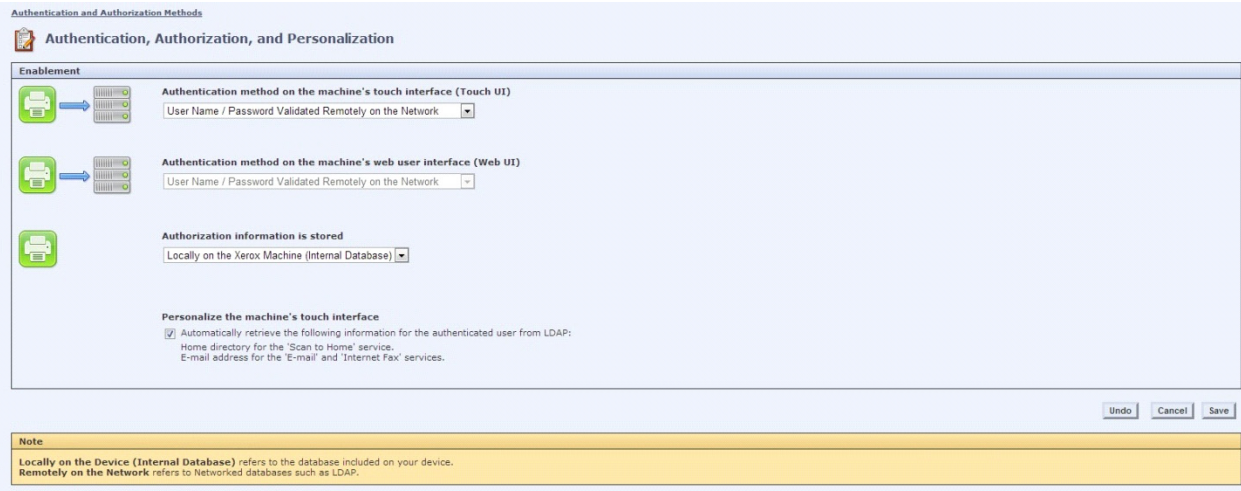 Authentication and Authorization Methods
Authentication, Authorization, and Personalization
Enablement
Authentication method on the machine's touch interface (Touch UI)
User Name / Password Validated Remotely on the Network
Authentication method on the machine's web user interface (Web UI)
User Name / Password Validated Remotely on the Network
Authorization information is stored
Locally on the Xerox Machine (Internal Database)
Personalize the machine's touch interface
Automatically retrieve the following information for the authenticated user from LDAP:
Home directory for the 'Scan to Home' service.
E-mail address for the 'E-mail' and 'Internet Fax' services.
Undo Cancel Save
Note
Locally on the Device (Internal Database) refers to the database included on your device.
Remotely on the Network refers to Networked databases such as LDAP.